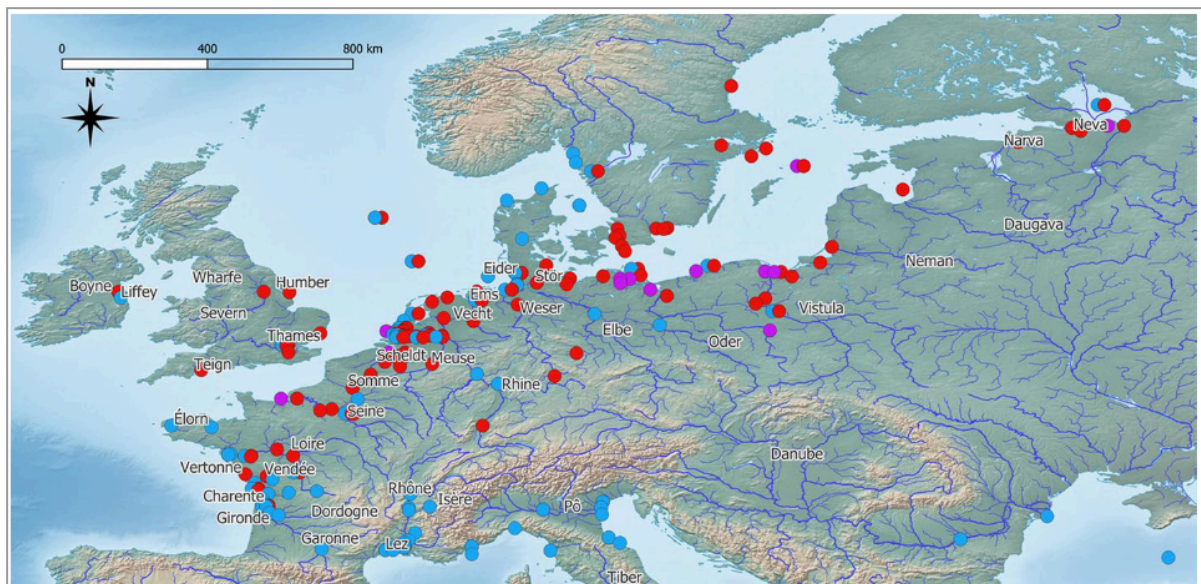 0 400 800 km
N
Neva
Narva
Daugava
Neman
Eider
Stör
Wharfe
Humber
Boyne
Liffey
Ems
Vecht
Weser
Vistula
Severn
Elbe
Thames
Oder
Scheldt
Meuse
Teign
Somme
Rhine
Seine
Élorn
Loire
Danube
Vertonne
Vendée
Rhône
Isère
Charente
Dordogne
Pô
Gironde
Garonne
Lez
Tiber